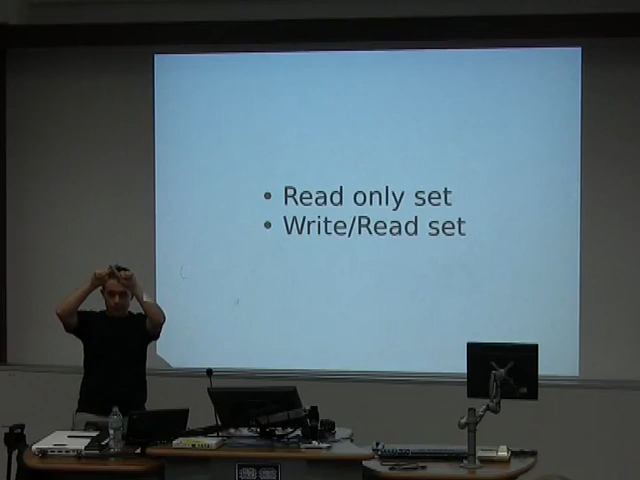 • Read only set
• Write/Read set